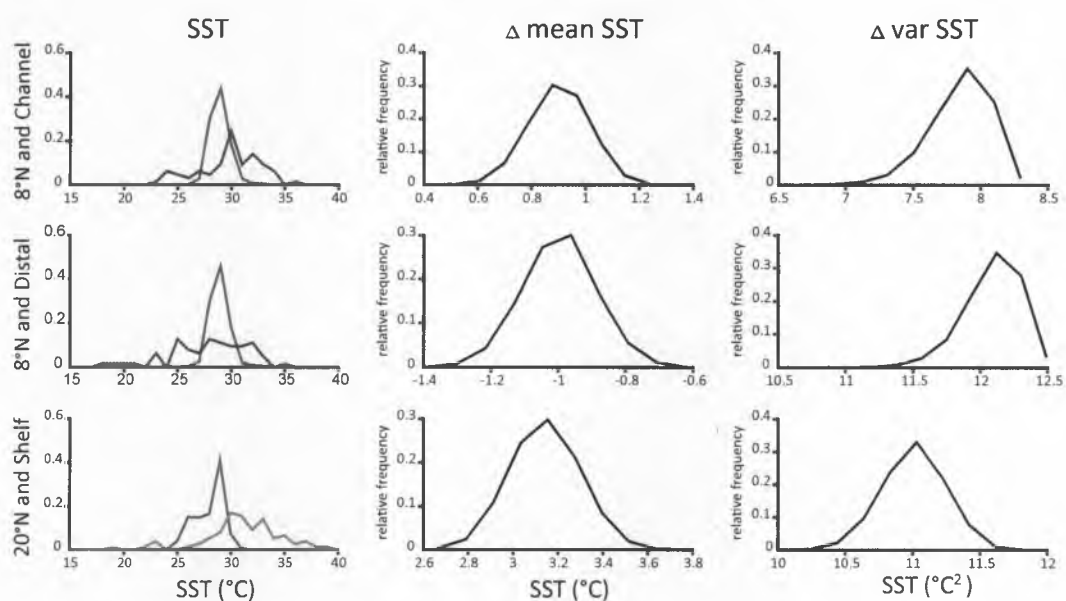 SST
Δ mean SST
Δ var SST
8°N and Channel
0.6
0.4
0.2
0
15 20 25 30 35 40
relative frequency
0.4
0.3
0.2
0.1
0
0.4 0.6 0.8 1 1.2 1.4
relative frequency
0.4
0.3
0.2
0.1
0
6.5 7 7.5 8 8.5
8°N and Distal
0.6
0.4
0.2
0
15 20 25 30 35 40
relative frequency
0.3
0.2
0.1
0
-1.4 -1.2 -1 -0.8 -0.6
relative frequency
0.4
0.3
0.2
0.1
0
10.5 11 11.5 12 12.5
20°N and Shelf
0.6
0.4
0.2
0
15 20 25 30 35 40
SST (°C)
relative frequency
0.3
0.2
0.1
0
2.6 2.8 3 3.2 3.4 3.6 3.8
SST (°C)
relative frequency
0.4
0.3
0.2
0.1
0
10 10.5 11 11.5 12
SST (°C²)